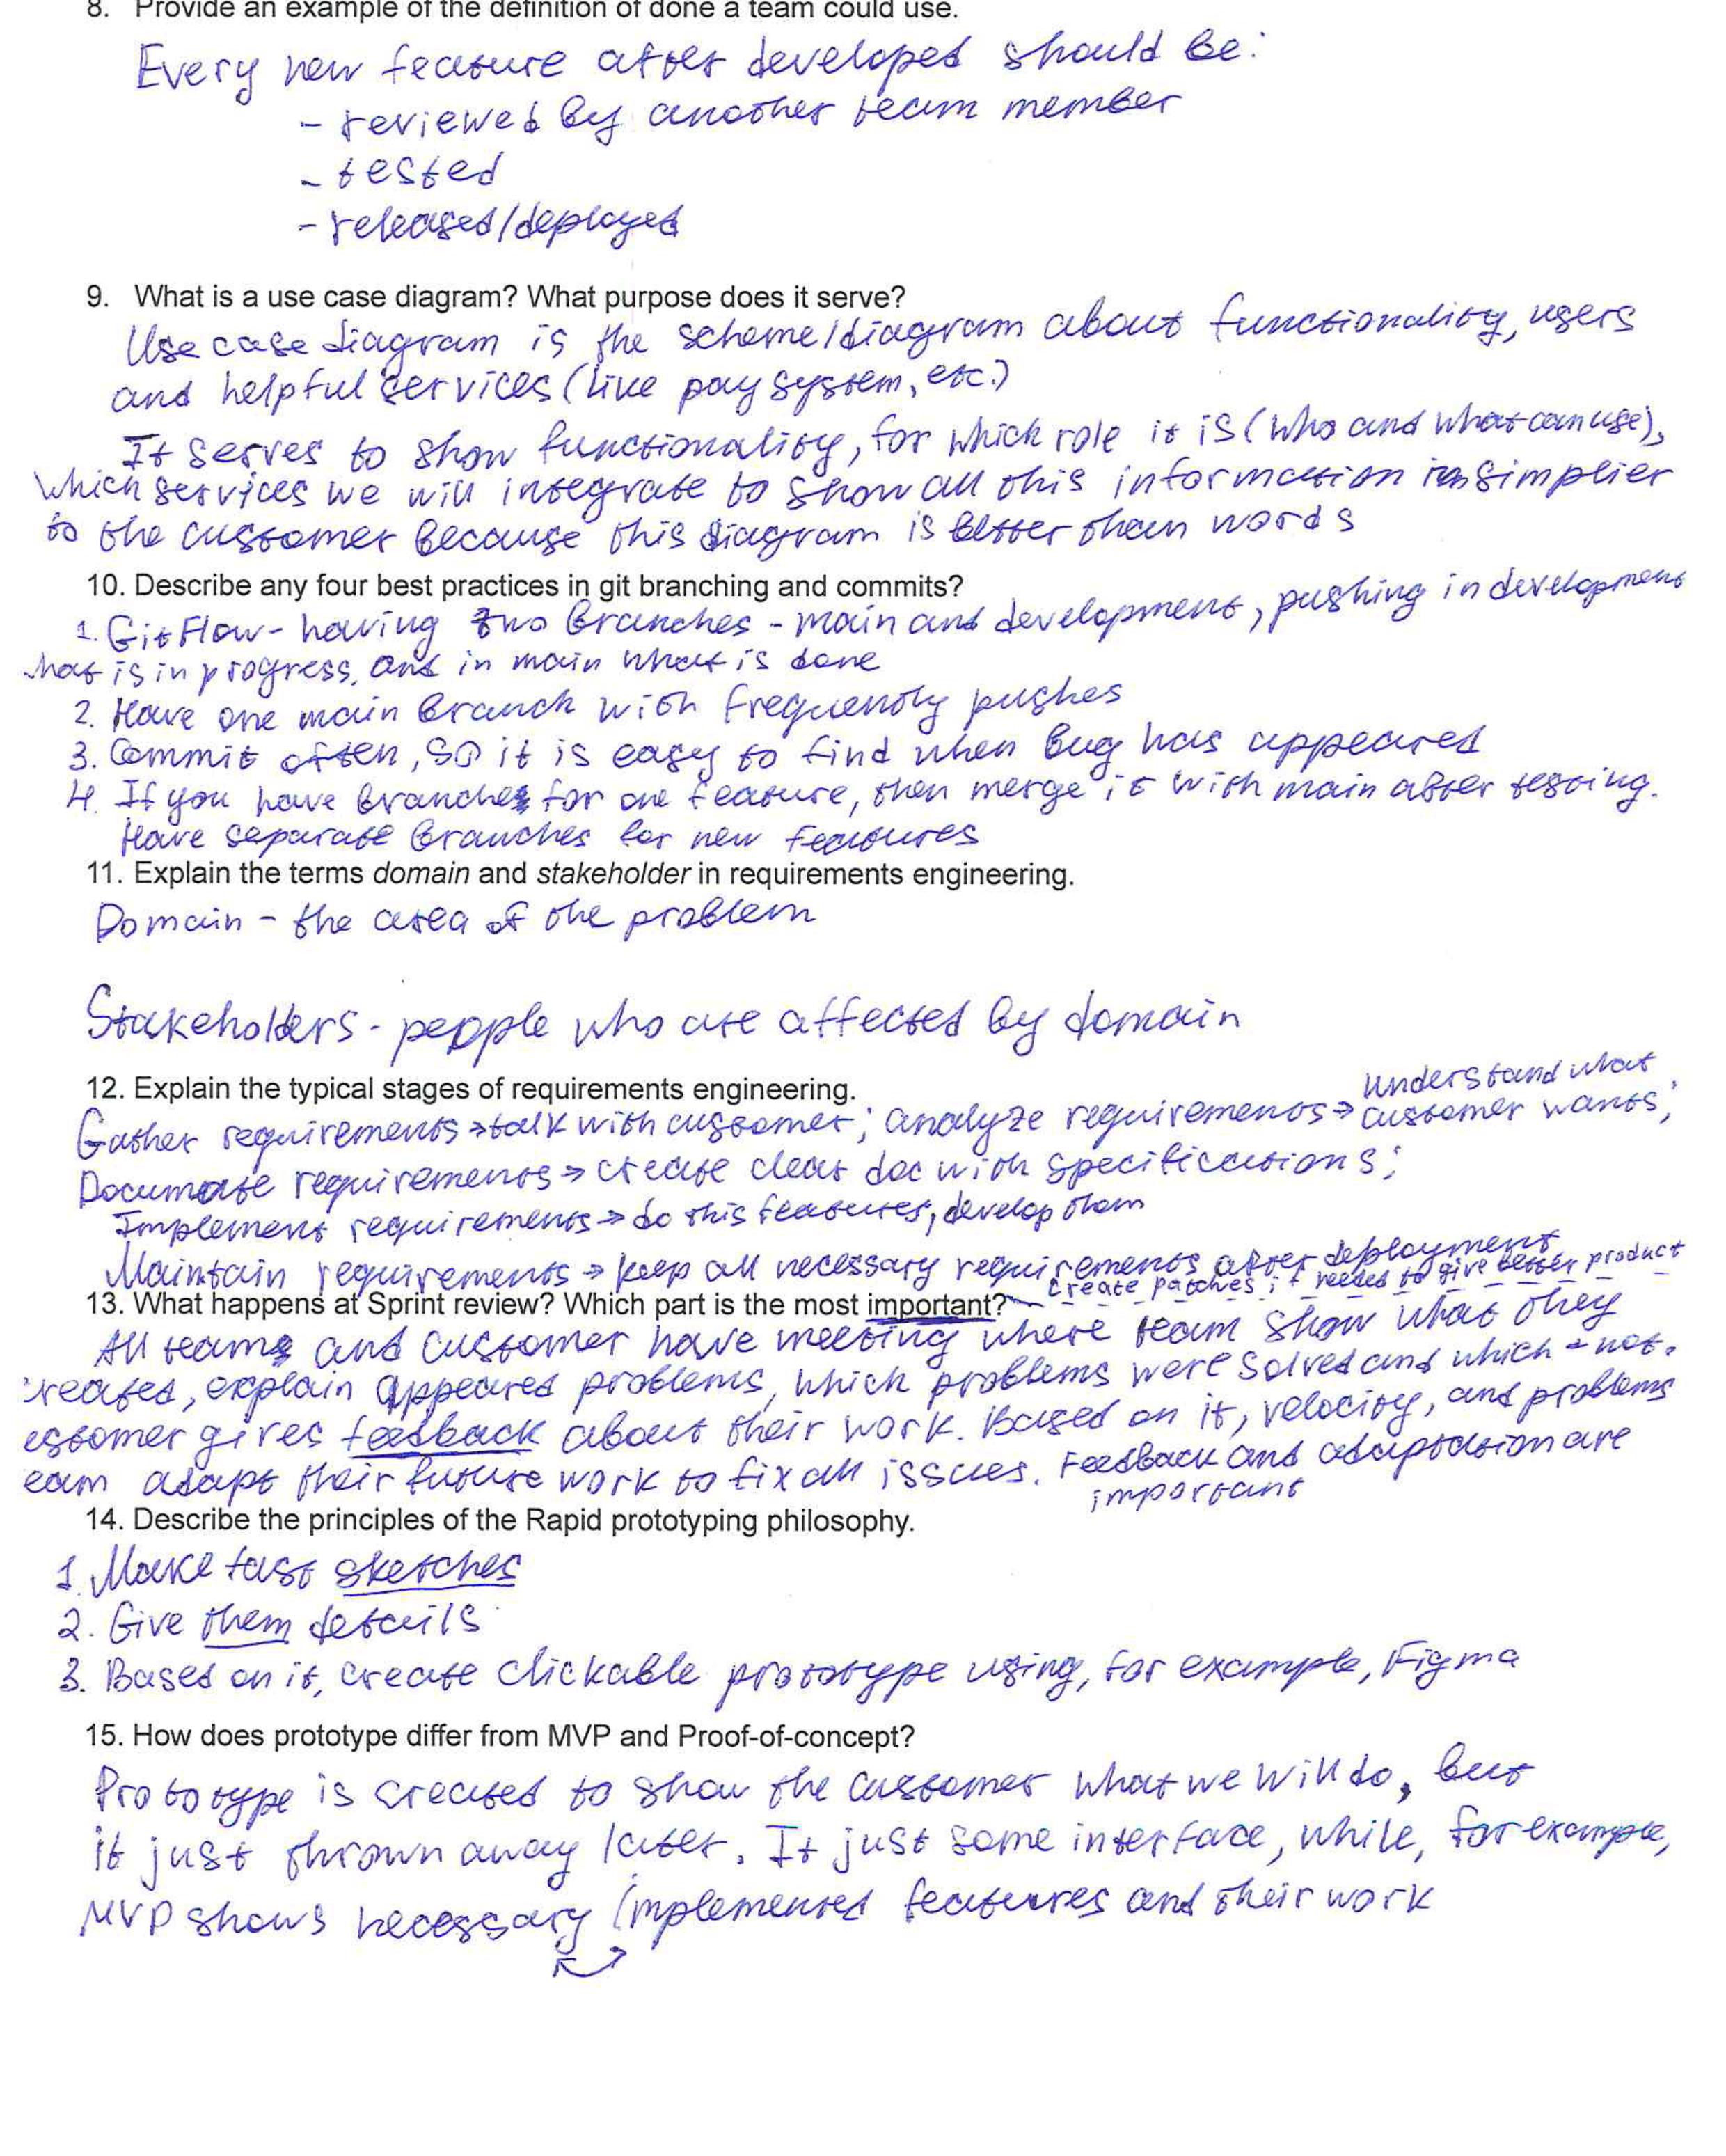 8. Provide an example of the definition of done a team could use.
Every new feature after developed should be:
- reviewed by another team member
- tested
- released/deployed
9. What is a use case diagram? What purpose does it serve?
Use case diagram is the scheme/diagram about functionality, users
and helpful services (like pay system, etc.)
It serves to show functionality, for which role it is (who and what can use),
which services we will integrate to show all this information in simplier
to the customer because this diagram is better than words
10. Describe any four best practices in git branching and commits?
1. GitFlow - having two branches - main and development, pushing in development
what is in progress, and in main what is done
2. Have one main branch with frequently pushes
3. Commit often, so it is easy to find when bug has appeared
4. If you have branches for one feature, then merge it with main after testing.
Have separate branches for new features
11. Explain the terms domain and stakeholder in requirements engineering.
Domain - the area of the problem
Stakeholders - people who are affected by domain
12. Explain the typical stages of requirements engineering.
Gather requirements → talk with customer; analyze requirements → understand what customer wants;
Documente requirements → create clear doc with specifications;
Implement requirements → do this features, develop them
Maintain requirements → keep all necessary requirements after deployment
create patches if needed to give better product
13. What happens at Sprint review? Which part is the most important?
All teams and customer have meeting where team show what they
created, explain appeared problems, which problems were solved and which - not.
customer gives feedback about their work. Based on it, velocity, and problems
team adapt their future work to fix all issues. Feedback and adaptation are
important
14. Describe the principles of the Rapid prototyping philosophy.
1. Make fast sketches
2. Give them details
3. Based on it, create clickable prototype using, for example, Figma
15. How does prototype differ from MVP and Proof-of-concept?
Prototype is created to show the customer what we will do, but
it just thrown away later. It just some interface, while, for example,
MVP shows necessary implemented features and their work